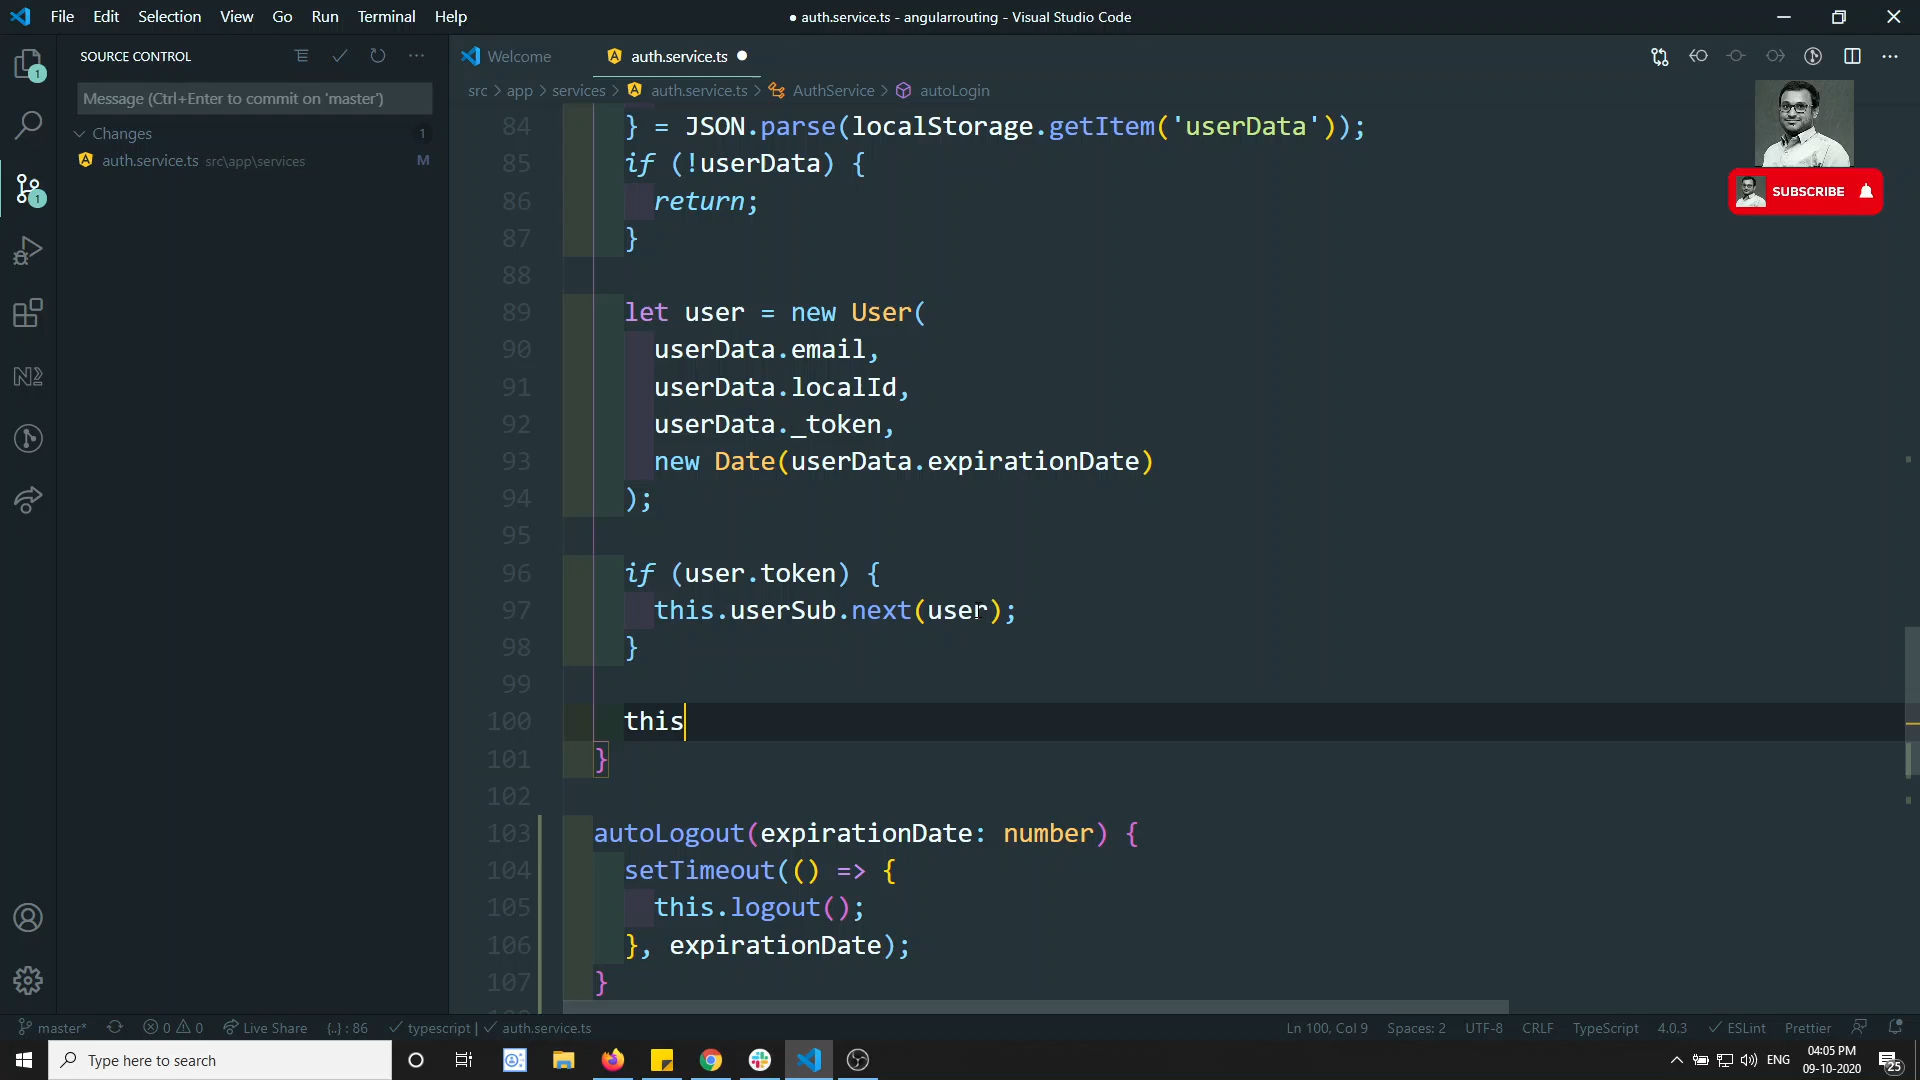 File Edit Selection View Go Run Terminal Help
● auth.service.ts - angularrouting - Visual Studio Code
SOURCE CONTROL
Message (Ctrl+Enter to commit on 'master')
Changes 1
auth.service.ts src\app\services M
Welcome
auth.service.ts
src > app > services > auth.service.ts > AuthService > autoLogin
SUBSCRIBE
84 } = JSON.parse(localStorage.getItem('userData'));
85 if (!userData) {
86 return;
87 }
88
89 let user = new User(
90 userData.email,
91 userData.localId,
92 userData._token,
93 new Date(userData.expirationDate)
94 );
95
96 if (user.token) {
97 this.userSub.next(user);
98 }
99
100 this
101 }
102
103 autoLogout(expirationDate: number) {
104 setTimeout(() => {
105 this.logout();
106 }, expirationDate);
107 }
1
1
master* 0 0 Live Share {..} : 86 typescript | auth.service.ts
Ln 100, Col 9 Spaces: 2 UTF-8 CRLF TypeScript 4.0.3 ESLint Prettier
Type here to search
ENG
04:05 PM
09-10-2020
25